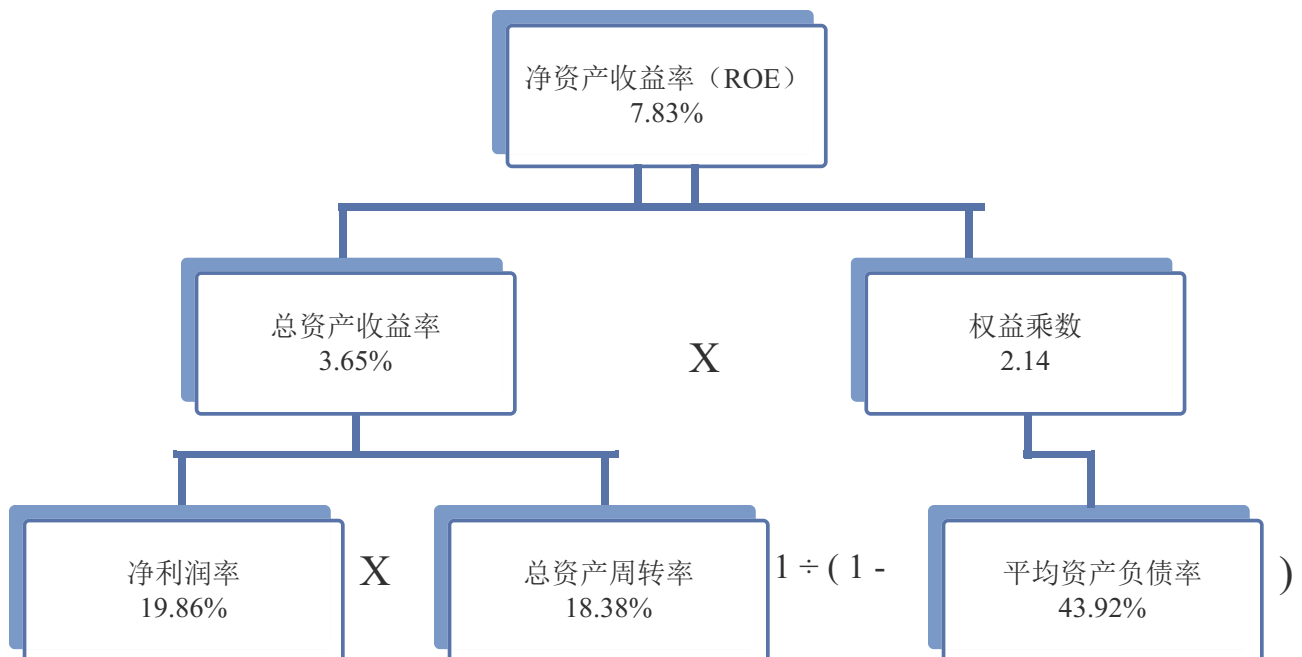 净资产收益率（ROE）
7.83%
总资产收益率
3.65%
X
权益乘数
2.14
净利润率
19.86%
X
总资产周转率
18.38%
1 ÷ ( 1 -
平均资产负债率
43.92%
)